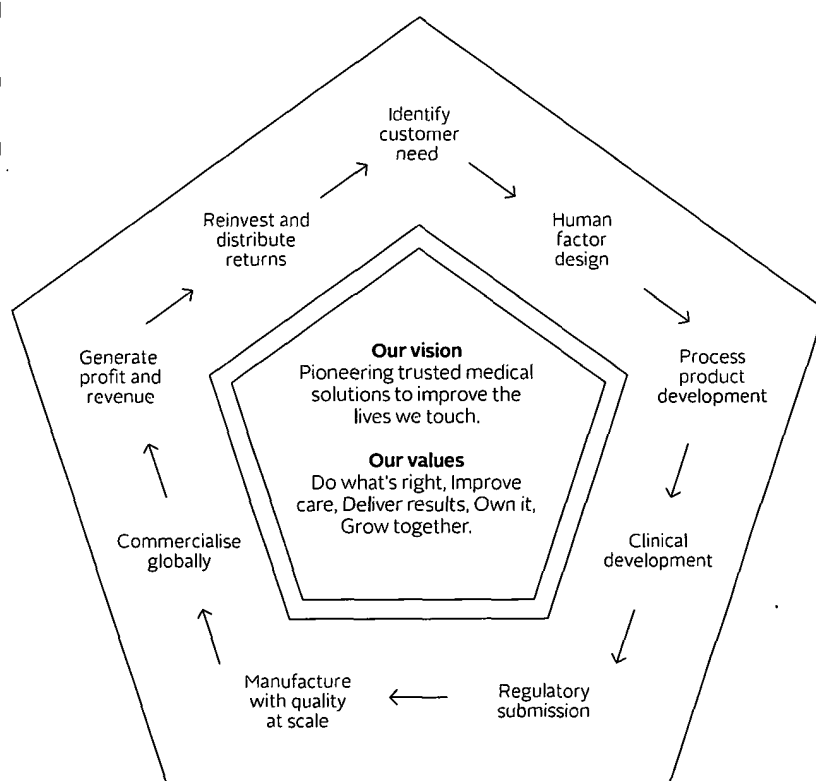 Identify
customer
need
Human
factor
design
Process
product
development
Clinical
development
Regulatory
submission
Manufacture
with quality
at scale
Commercialise
globally
Generate
profit and
revenue
Reinvest and
distribute
returns
Our vision
Pioneering trusted medical
solutions to improve the
lives we touch.
Our values
Do what's right, Improve
care, Deliver results, Own it,
Grow together.